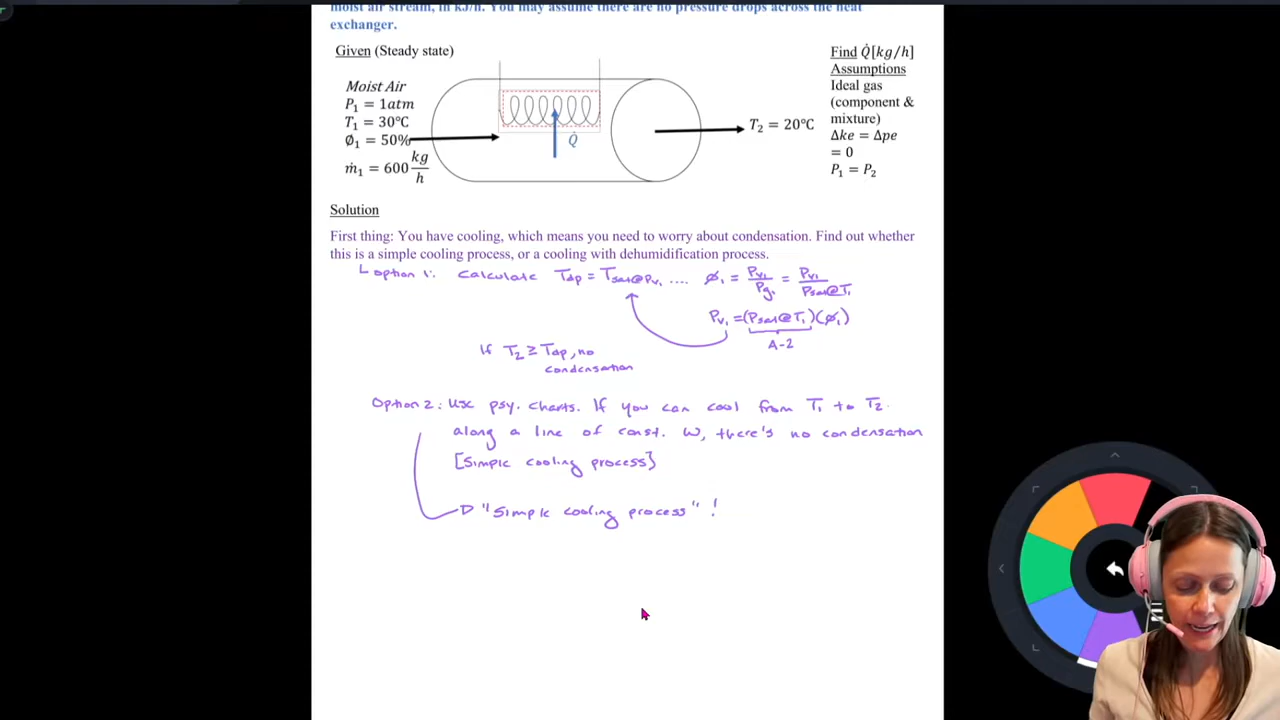 moist air stream, in kJ/h. You may assume there are no pressure drops across the heat
exchanger.
Given (Steady state)
Moist Air
P₁ = 1atm
T₁ = 30℃
Ø₁ = 50%
ṁ₁ = 600 kg/h
Q̇
T₂ = 20℃
Find Q̇[kg/h]
Assumptions
Ideal gas
(component &
mixture)
Δke = Δpe
= 0
P₁ = P₂
Solution
First thing: You have cooling, which means you need to worry about condensation. Find out whether
this is a simple cooling process, or a cooling with dehumidification process.
Option 1: Calculate Tdp = Tsat@Pv₁ .... ø₁ = Pv₁/Pg₁ = Pv₁/Psat@T₁
Pv₁ = (Psat@T₁)(ø₁)
A-2
If T₂ ≥ Tdp, no
condensation
Option 2: Use psy. charts. If you can cool from T₁ to T₂
along a line of const. ω, there's no condensation
[Simple cooling process]
"Simple cooling process" !